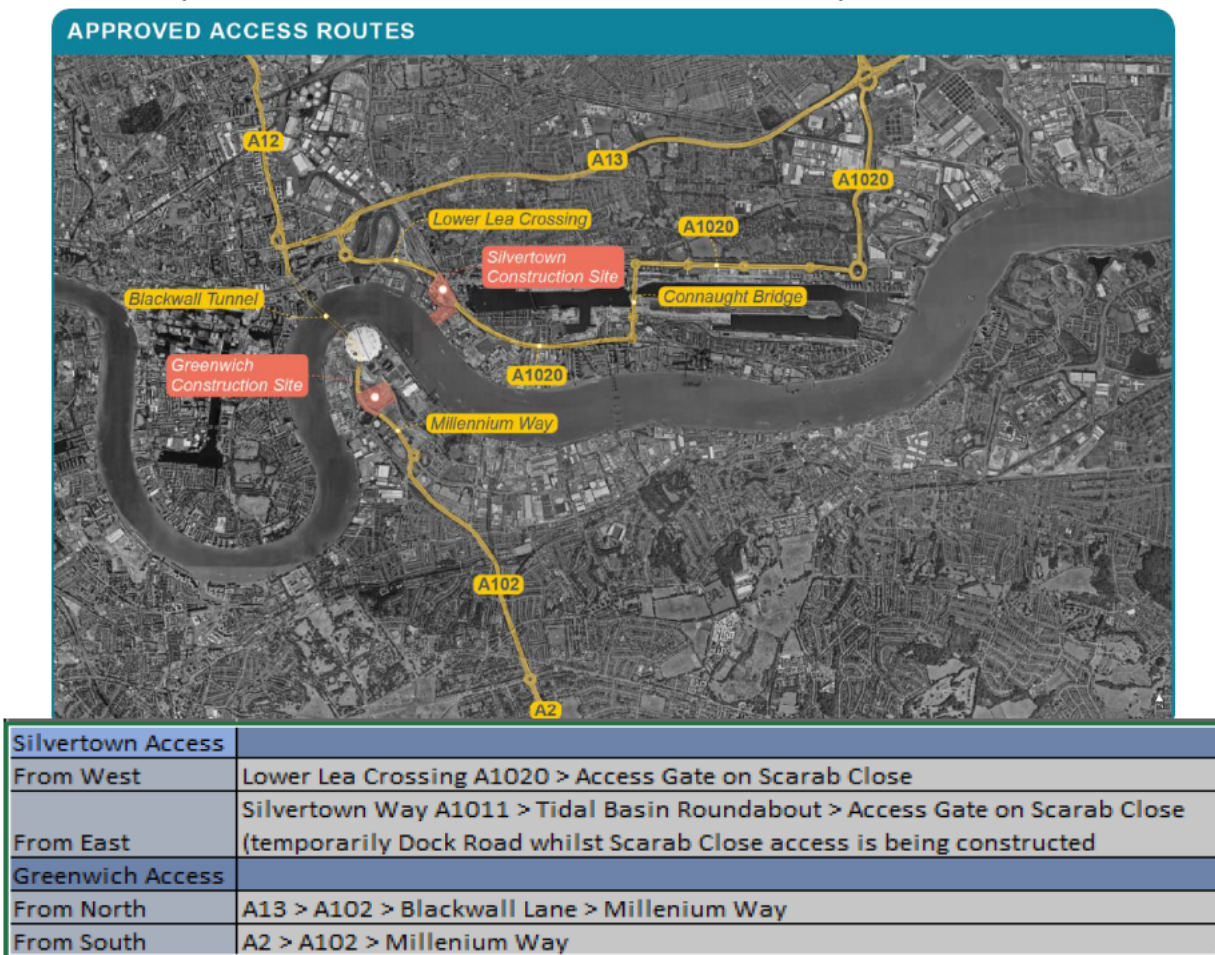 APPROVED ACCESS ROUTES
A12
A13
A1020
Lower Lea Crossing
A1020
Silvertown
Construction Site
Blackwall Tunnel
Connaught Bridge
Greenwich
Construction Site
A1020
Millennium Way
A102
A2
Silvertown Access
From West Lower Lea Crossing A1020 > Access Gate on Scarab Close
Silvertown Way A1011 > Tidal Basin Roundabout > Access Gate on Scarab Close
From East (temporarily Dock Road whilst Scarab Close access is being constructed
Greenwich Access
From North A13 > A102 > Blackwall Lane > Millenium Way
From South A2 > A102 > Millenium Way